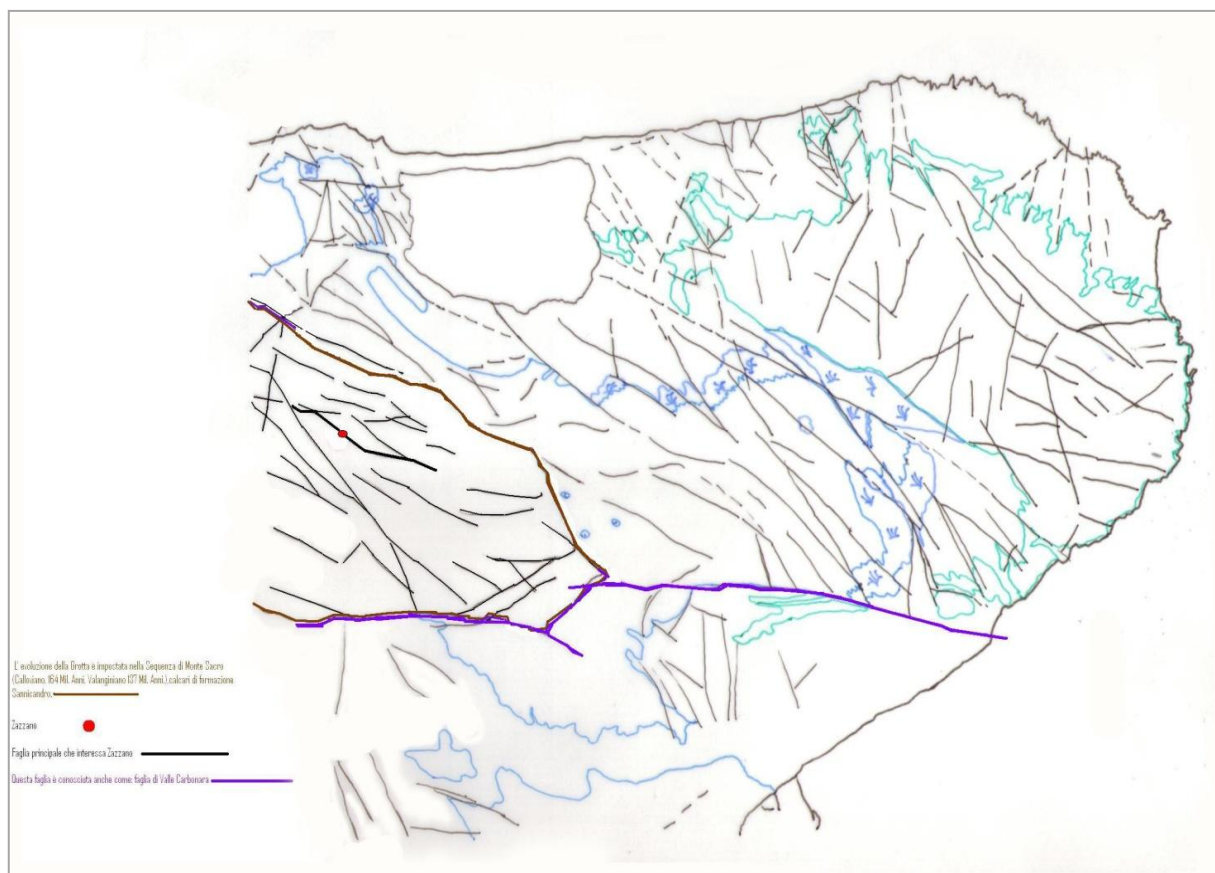 L' evoluzione della Grotta è impostata nella Sequenza di Monte Sacro
(Calloviano, 164 Mil. Anni, Valanginiano 137 Mil. Anni,) calcari di formazione
Sannicandro,
Zazzano
Faglia principale che interessa Zazzano
Questa faglia è conosciuta anche come: faglia di Valle Carbonara